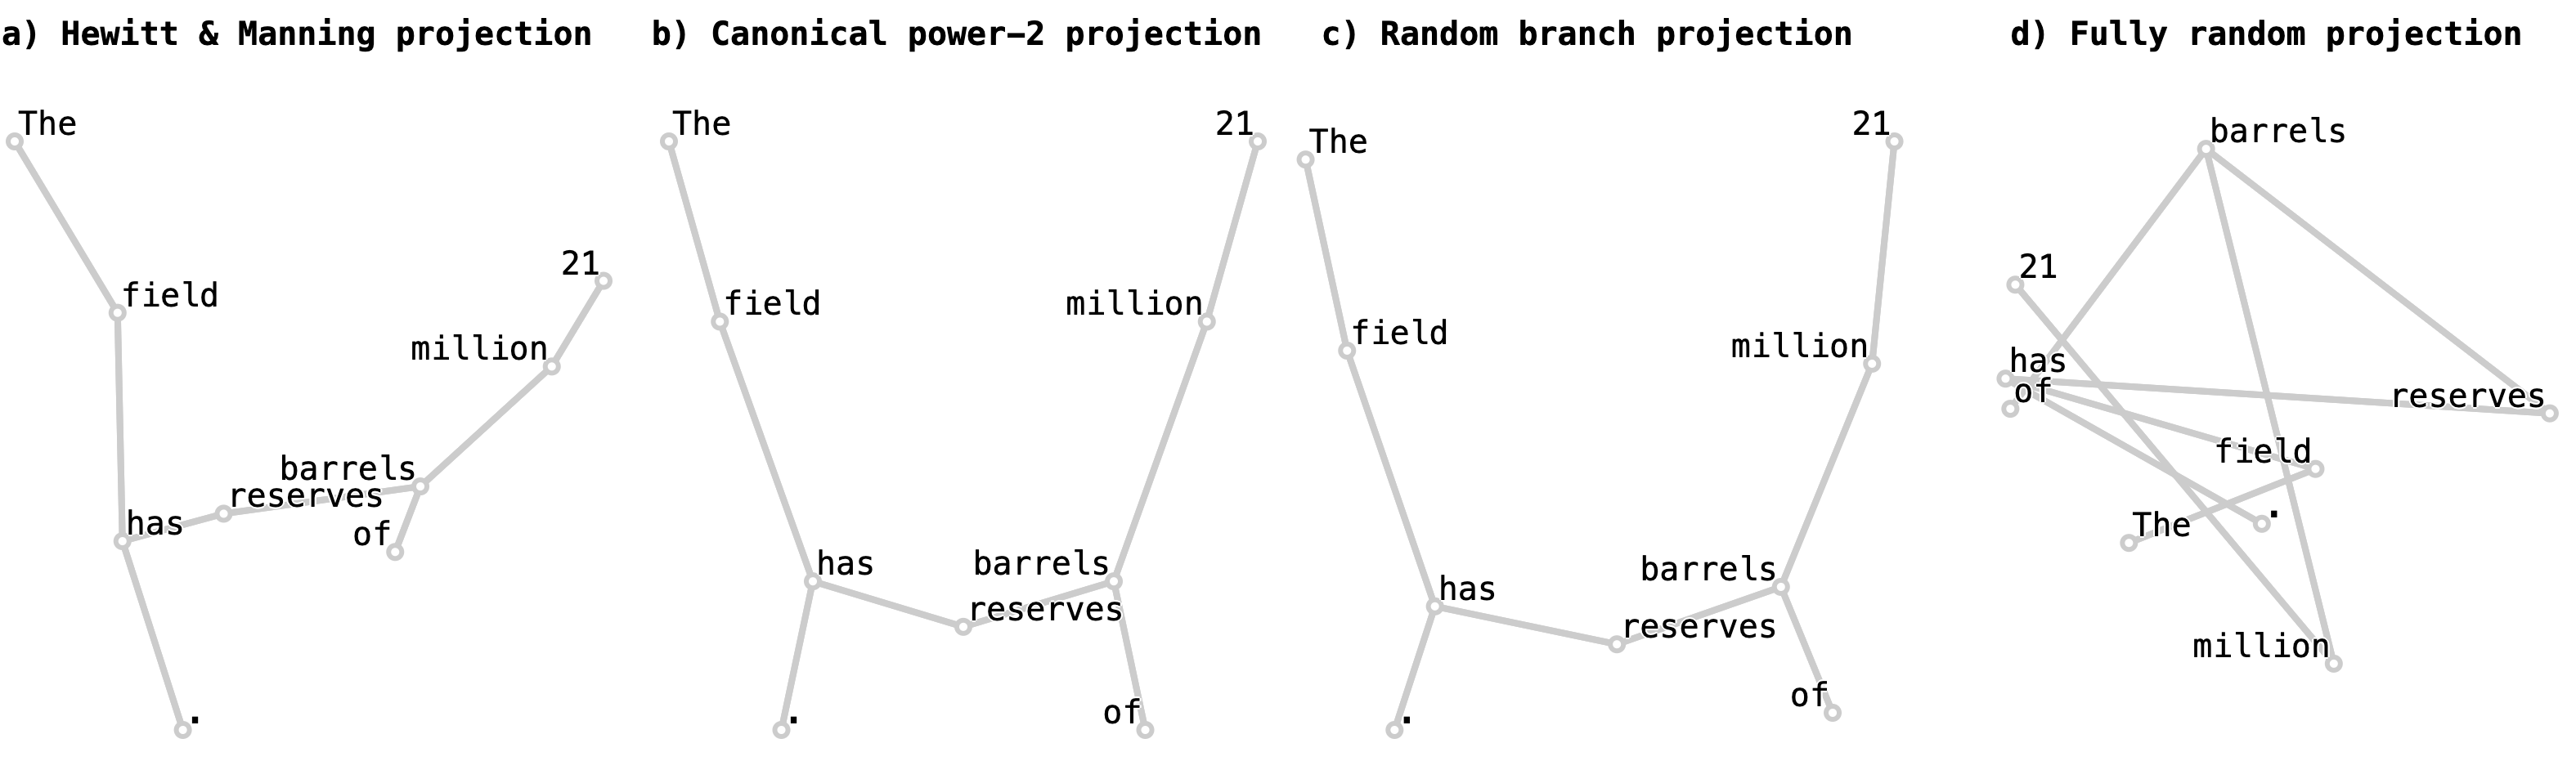 a) Hewitt & Manning projection
The
field
21
million
barrels
reserves
has
of
.
b) Canonical power−2 projection
The
21
field
million
has
barrels
reserves
of
.
c) Random branch projection
21
The
field
million
barrels
has
reserves
of
.
d) Fully random projection
barrels
21
has
of
reserves
field
.
The
million